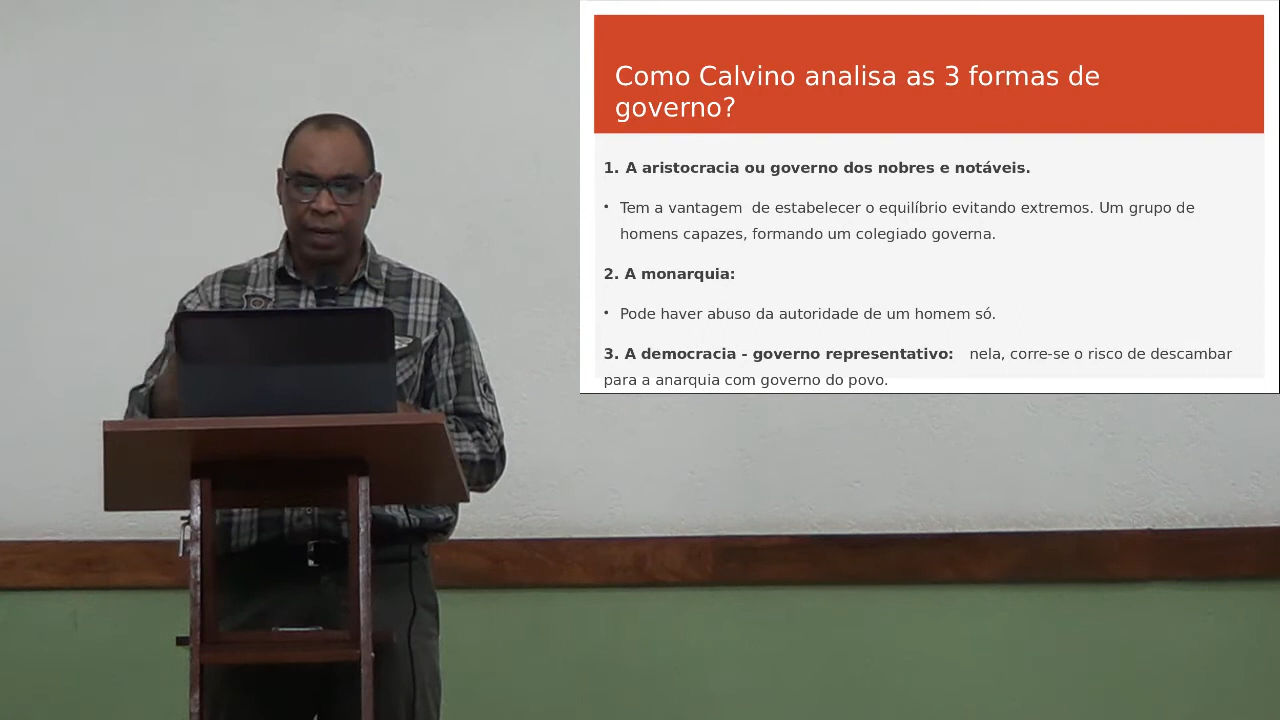 Como Calvino analisa as 3 formas de
governo?
1. A aristocracia ou governo dos nobres e notáveis.
• Tem a vantagem  de estabelecer o equilíbrio evitando extremos. Um grupo de
homens capazes, formando um colegiado governa.
2. A monarquia:
• Pode haver abuso da autoridade de um homem só.
3. A democracia - governo representativo:   nela, corre-se o risco de descambar
para a anarquia com governo do povo.